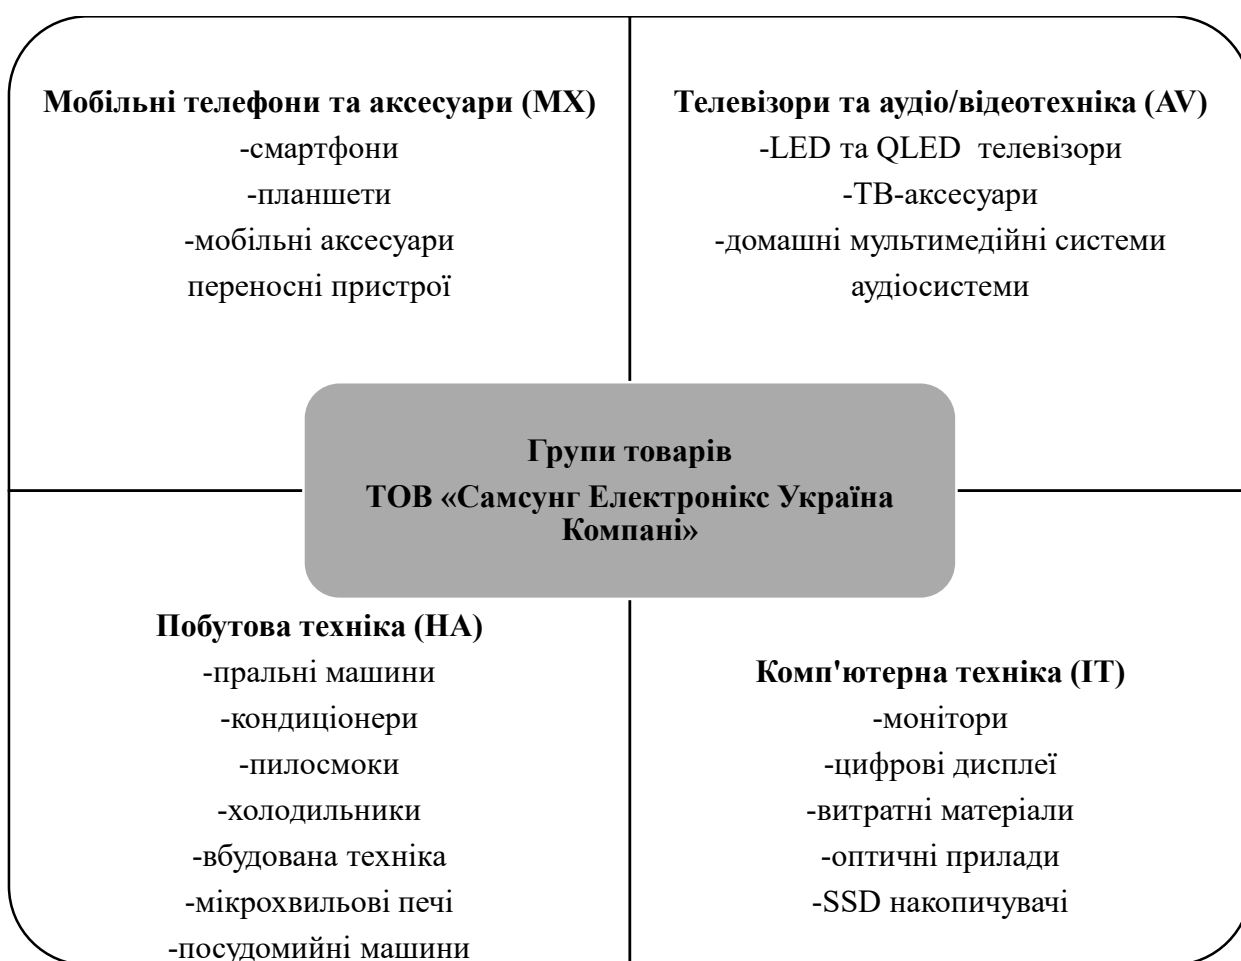 Мобільні телефони та аксесуари (МХ)
-смартфони
-планшети
-мобільні аксесуари
переносні пристрої
Телевізори та аудіо/відеотехніка (AV)
-LED та QLED телевізори
-ТВ-аксесуари
-домашні мультимедійні системи
аудіосистеми
Групи товарів
ТОВ «Самсунг Електронікс Україна
Компані»
Побутова техніка (НА)
-пральні машини
-кондиціонери
-пилосмоки
-холодильники
-вбудована техніка
-мікрохвильові печі
-посудомийні машини
Комп'ютерна техніка (ІТ)
-монітори
-цифрові дисплеї
-витратні матеріали
-оптичні прилади
-SSD накопичувачі